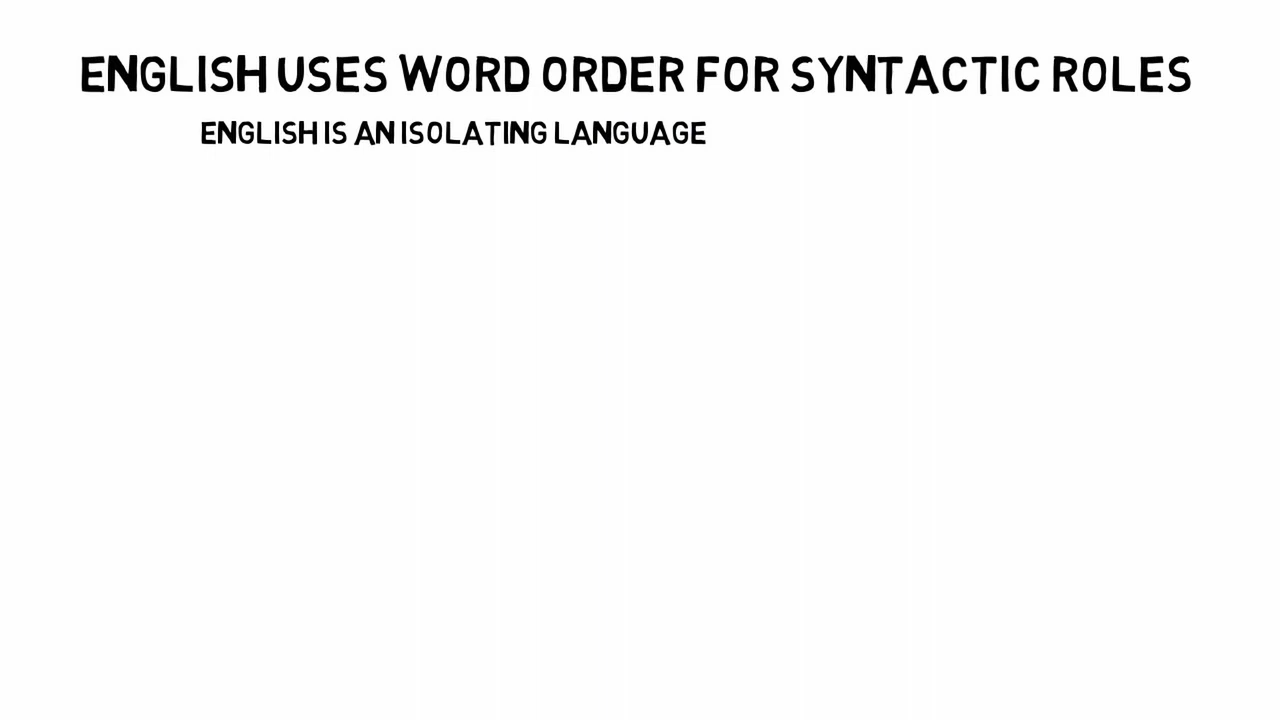 ENGLISH USES WORD ORDER FOR SYNTACTIC ROLES
ENGLISH IS AN ISOLATING LANGUAGE